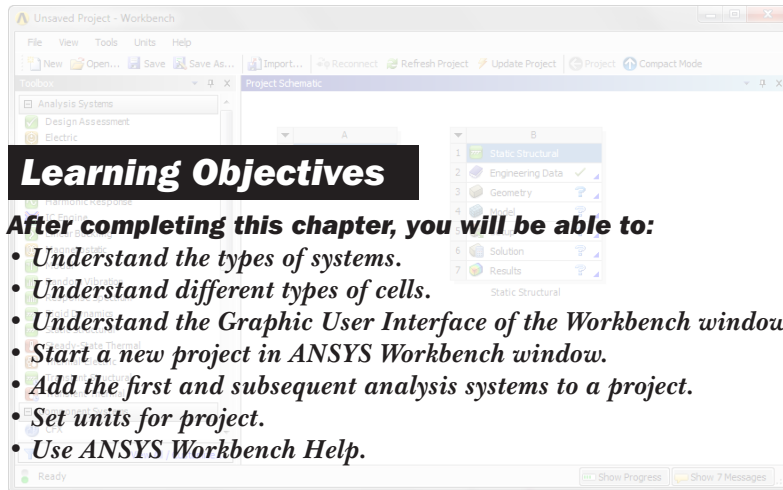 Unsaved Project - Workbench
File View Tools Units Help
New Open... Save Save As... Import... Reconnect Refresh Project Update Project Project Compact Mode
Toolbox
Project Schematic
Analysis Systems
Design Assessment
Electric
A
B
1 Static Structural
2 Engineering Data
3 Geometry
4 Model
6 Solution
7 Results
Static Structural
Learning Objectives
Harmonic Response
After completing this chapter, you will be able to:
• Understand the types of systems.
• Understand different types of cells.
• Understand the Graphic User Interface of the Workbench window
• Start a new project in ANSYS Workbench window.
• Add the first and subsequent analysis systems to a project.
• Set units for project.
• Use ANSYS Workbench Help.
Ready
Show Progress
Show 7 Messages